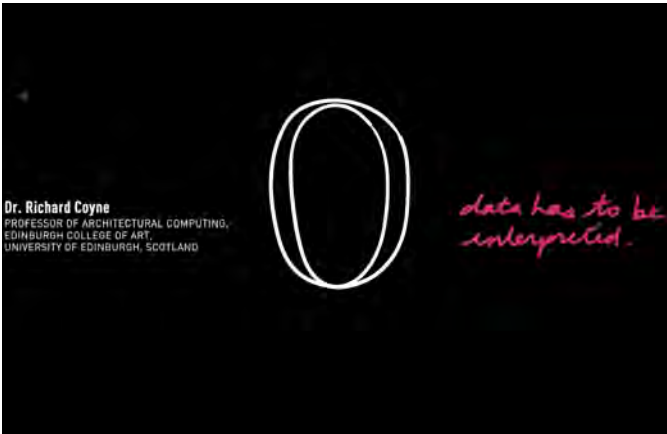 Dr. Richard Coyne
PROFESSOR OF ARCHITECTURAL COMPUTING,
EDINBURGH COLLEGE OF ART,
UNIVERSITY OF EDINBURGH, SCOTLAND
O
data has to be
interpreted.